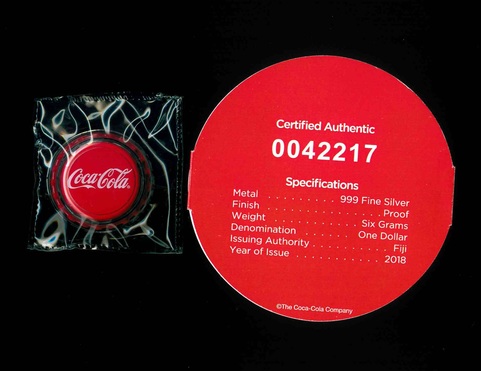 Coca-Cola
Certified Authentic
0042217
Specifications
Metal . . . . . . . . . . 999 Fine Silver
Finish . . . . . . . . . . . . . . . . . . Proof
Weight . . . . . . . . . . . . . Six Grams
Denomination . . . . . . . . One Dollar
Issuing Authority . . . . . . . . . . . . Fiji
Year of Issue . . . . . . . . . . . . . 2018
©The Coca-Cola Company